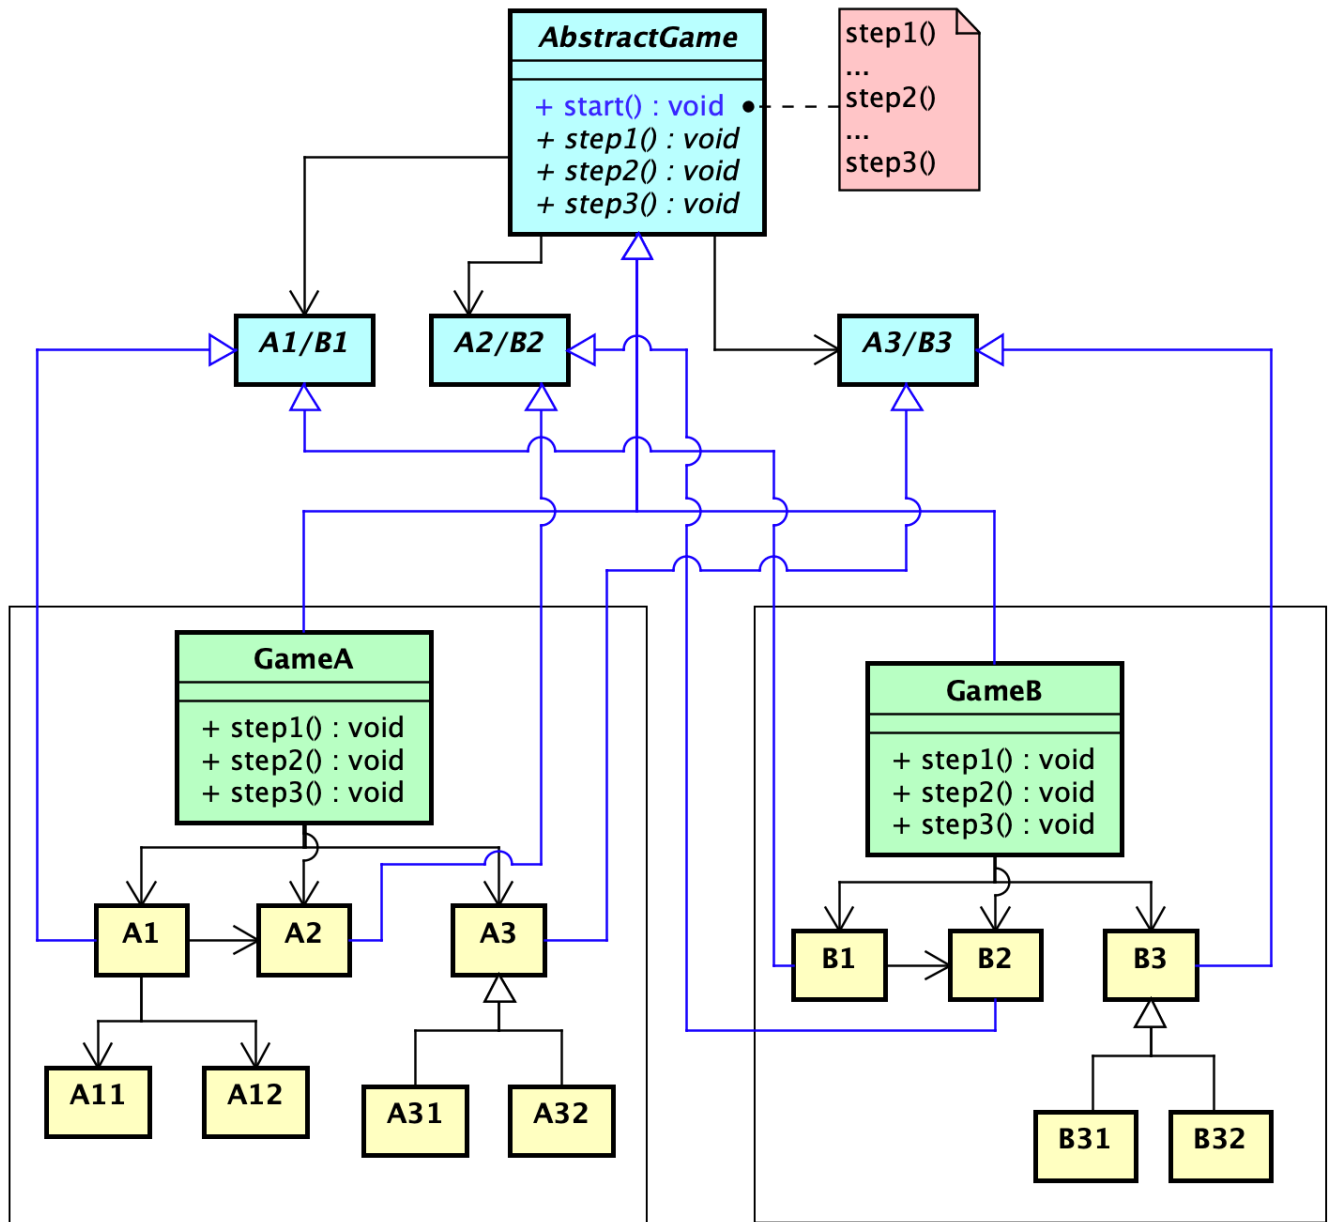 AbstractGame
+ start() : void
+ step1() : void
+ step2() : void
+ step3() : void
step1()
...
step2()
...
step3()
A1/B1
A2/B2
A3/B3
GameA
+ step1() : void
+ step2() : void
+ step3() : void
GameB
+ step1() : void
+ step2() : void
+ step3() : void
A1
A2
A3
B1
B2
B3
A11
A12
A31
A32
B31
B32